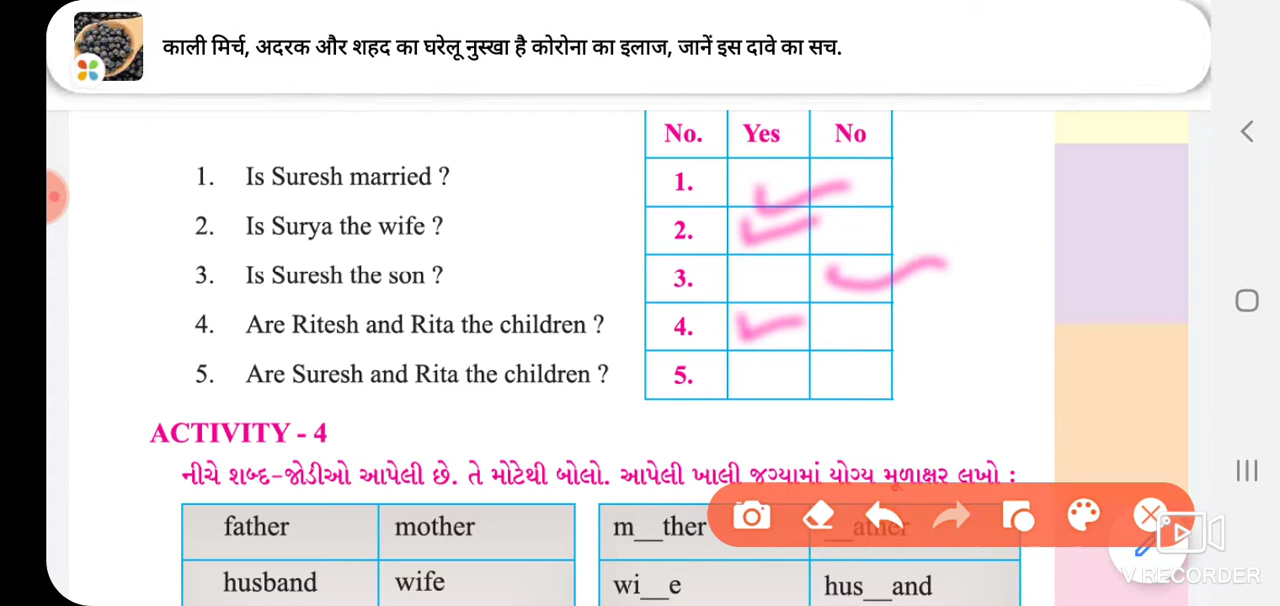 काली मिर्च, अदरक और शहद का घरेलू नुस्खा है कोरोना का इलाज, जानें इस दावे का सच.
No. Yes No
1. Is Suresh married ? 1.
2. Is Surya the wife ? 2.
3. Is Suresh the son ? 3.
4. Are Ritesh and Rita the children ? 4.
5. Are Suresh and Rita the children ? 5.
ACTIVITY - 4
નીચે શબ્દ-જોડીઓ આપેલી છે. તે મોટેથી બોલો. આપેલી ખાલી જગ્યામાં યોગ્ય મૂળાક્ષર લખો :
father mother m__ther __ather
husband wife wi__e hus__and
V RECORDER